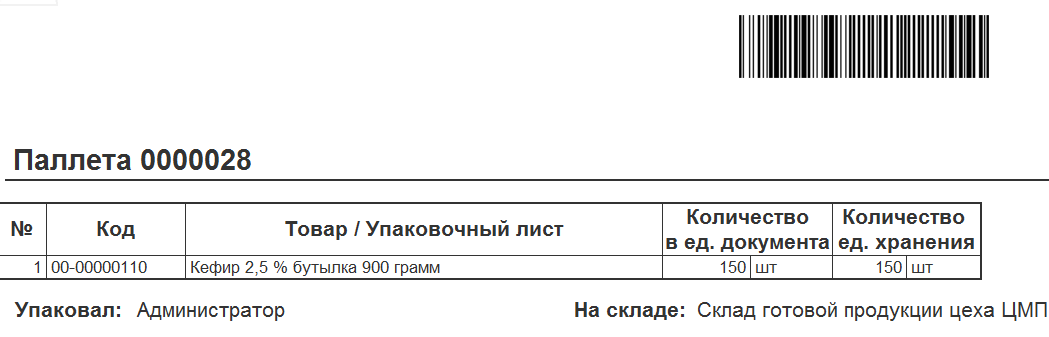 Паллета 0000028
№ Код Товар / Упаковочный лист Количество в ед. документа Количество ед. хранения
1 00-00000110 Кефир 2,5 % бутылка 900 грамм 150 шт 150 шт
Упаковал: Администратор На складе: Склад готовой продукции цеха ЦМП